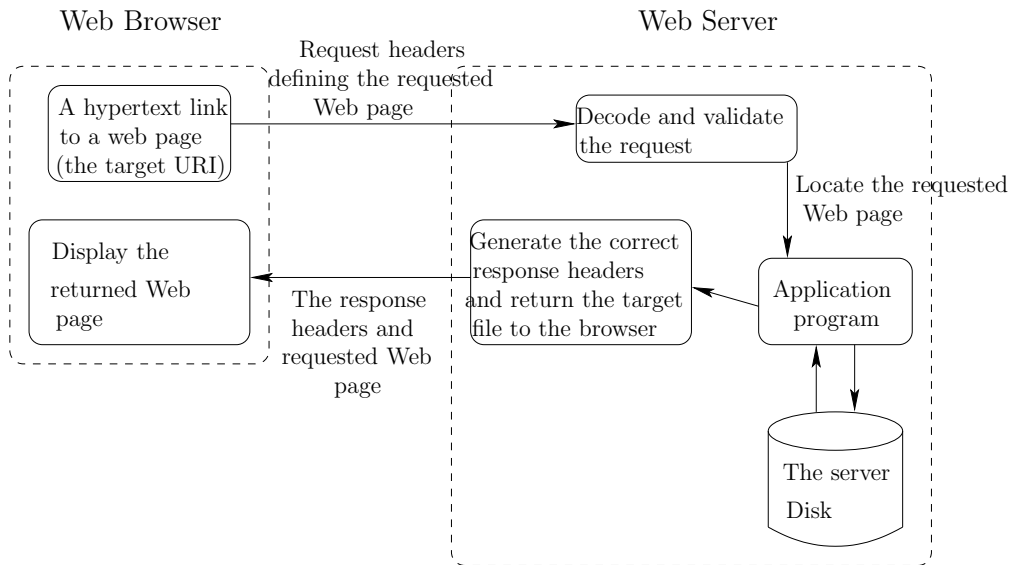 Web Browser
Web Server
Request headers
defining the requested
Web page
A hypertext link
to a web page
(the target URI)
Decode and validate
the request
Locate the requested
Web page
Display the
returned Web
page
The response
headers and
requested Web
page
Generate the correct
response headers
and return the target
file to the browser
Application
program
The server
Disk